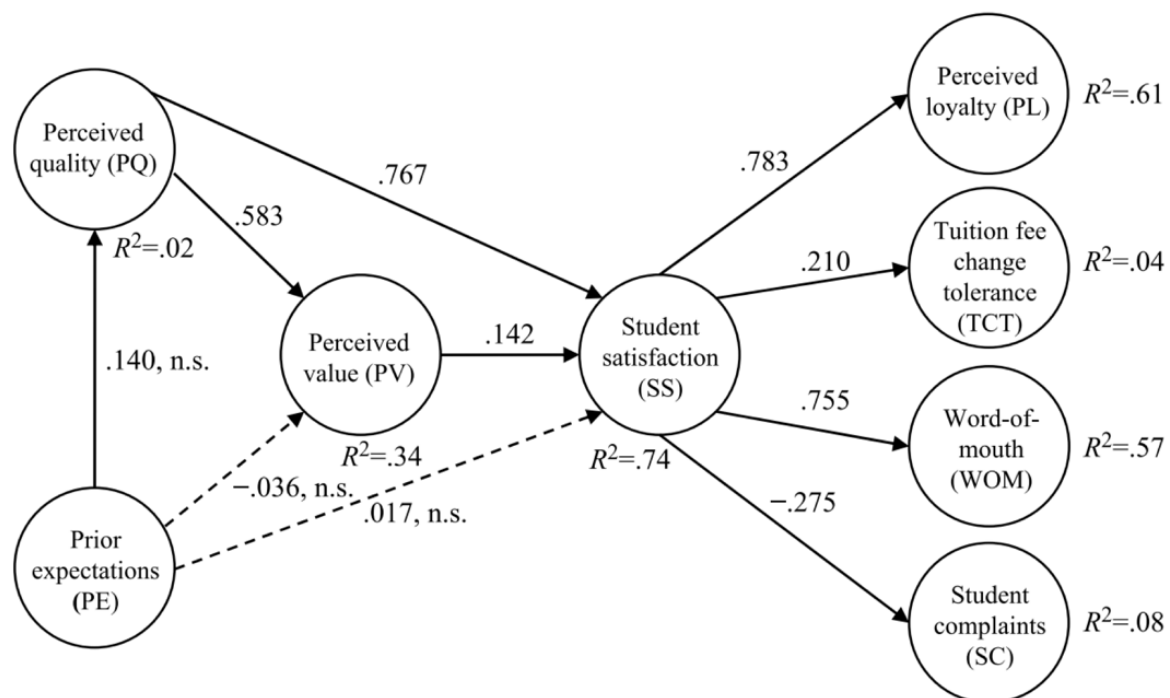 Perceived
quality (PQ)
R²=.02
.767
.583
.140, n.s.
Perceived
value (PV)
R²=.34
.142
Prior
expectations
(PE)
−.036, n.s.
.017, n.s.
Student
satisfaction
(SS)
R²=.74
.783
.210
.755
−.275
Perceived
loyalty (PL)
R²=.61
Tuition fee
change
tolerance
(TCT)
R²=.04
Word-of-
mouth
(WOM)
R²=.57
Student
complaints
(SC)
R²=.08